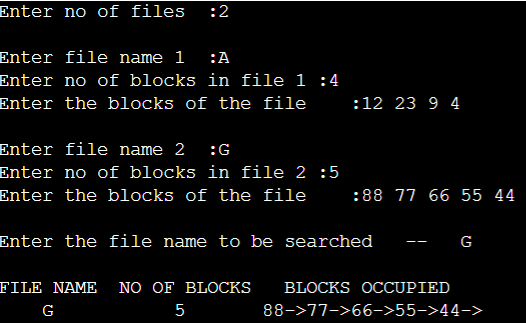 Enter no of files  :2
Enter file name 1  :A
Enter no of blocks in file 1 :4
Enter the blocks of the file    :12 23 9 4
Enter file name 2  :G
Enter no of blocks in file 2 :5
Enter the blocks of the file    :88 77 66 55 44
Enter the file name to be searched   --   G
FILE NAME  NO OF BLOCKS   BLOCKS OCCUPIED
    G           5       88->77->66->55->44->